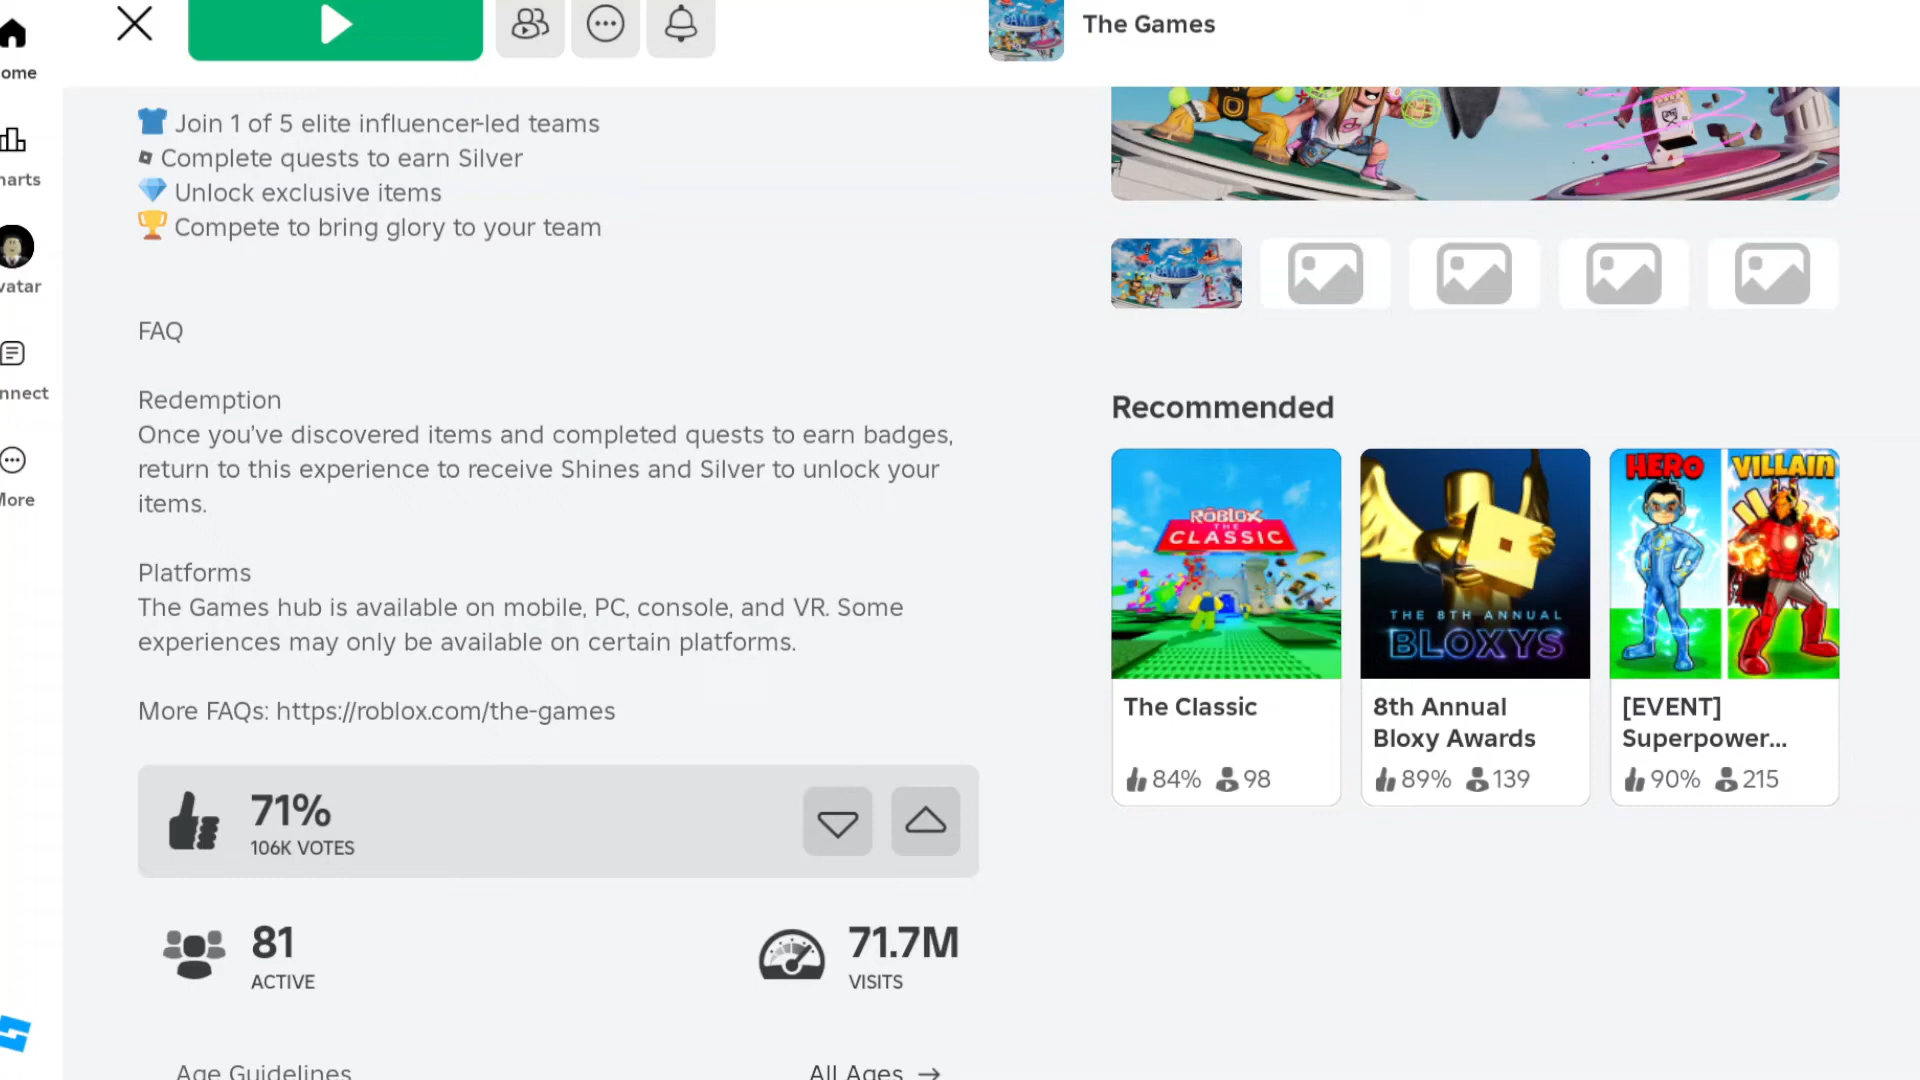 The Games
ome
harts
vatar
nnect
More
Join 1 of 5 elite influencer-led teams
Complete quests to earn Silver
Unlock exclusive items
Compete to bring glory to your team
FAQ
Redemption
Once you've discovered items and completed quests to earn badges,
return to this experience to receive Shines and Silver to unlock your
items.
Platforms
The Games hub is available on mobile, PC, console, and VR. Some
experiences may only be available on certain platforms.
More FAQs: https://roblox.com/the-games
71%
106K VOTES
81
ACTIVE
71.7M
VISITS
Age Guidelines
All Ages →
Recommended
ROBLOX
THE
CLASSIC
The Classic
84% 98
THE 8TH ANNUAL
BLOXYS
8th Annual
Bloxy Awards
89% 139
HERO VILLAIN
[EVENT]
Superpower...
90% 215